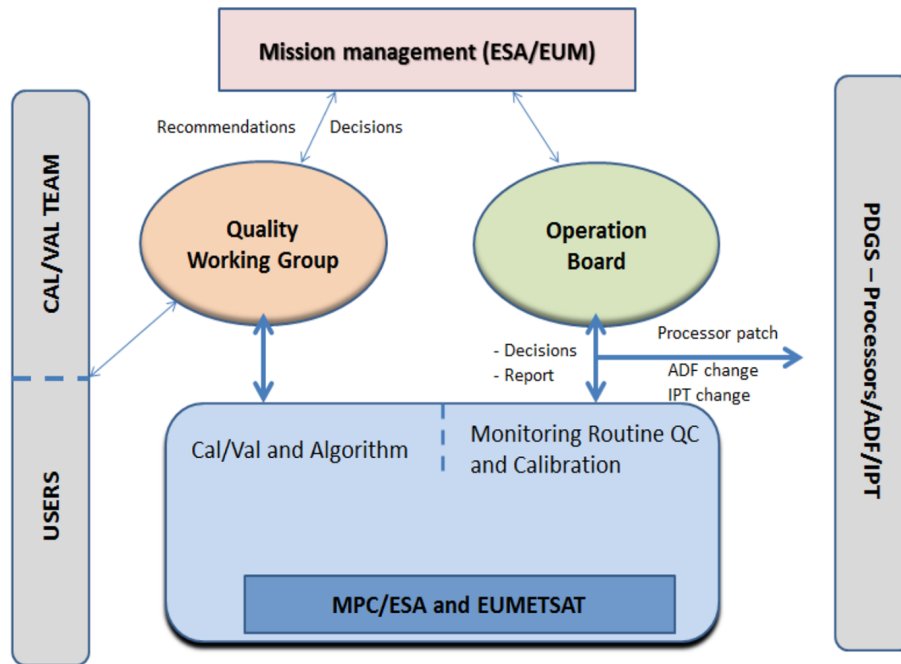 Mission management (ESA/EUM)
Recommendations
Decisions
CAL/VAL TEAM
USERS
Quality
Working Group
Operation
Board
- Decisions
- Report
Processor patch
ADF change
IPT change
PDGS – Processors/ADF/IPT
Cal/Val and Algorithm
Monitoring Routine QC
and Calibration
MPC/ESA and EUMETSAT